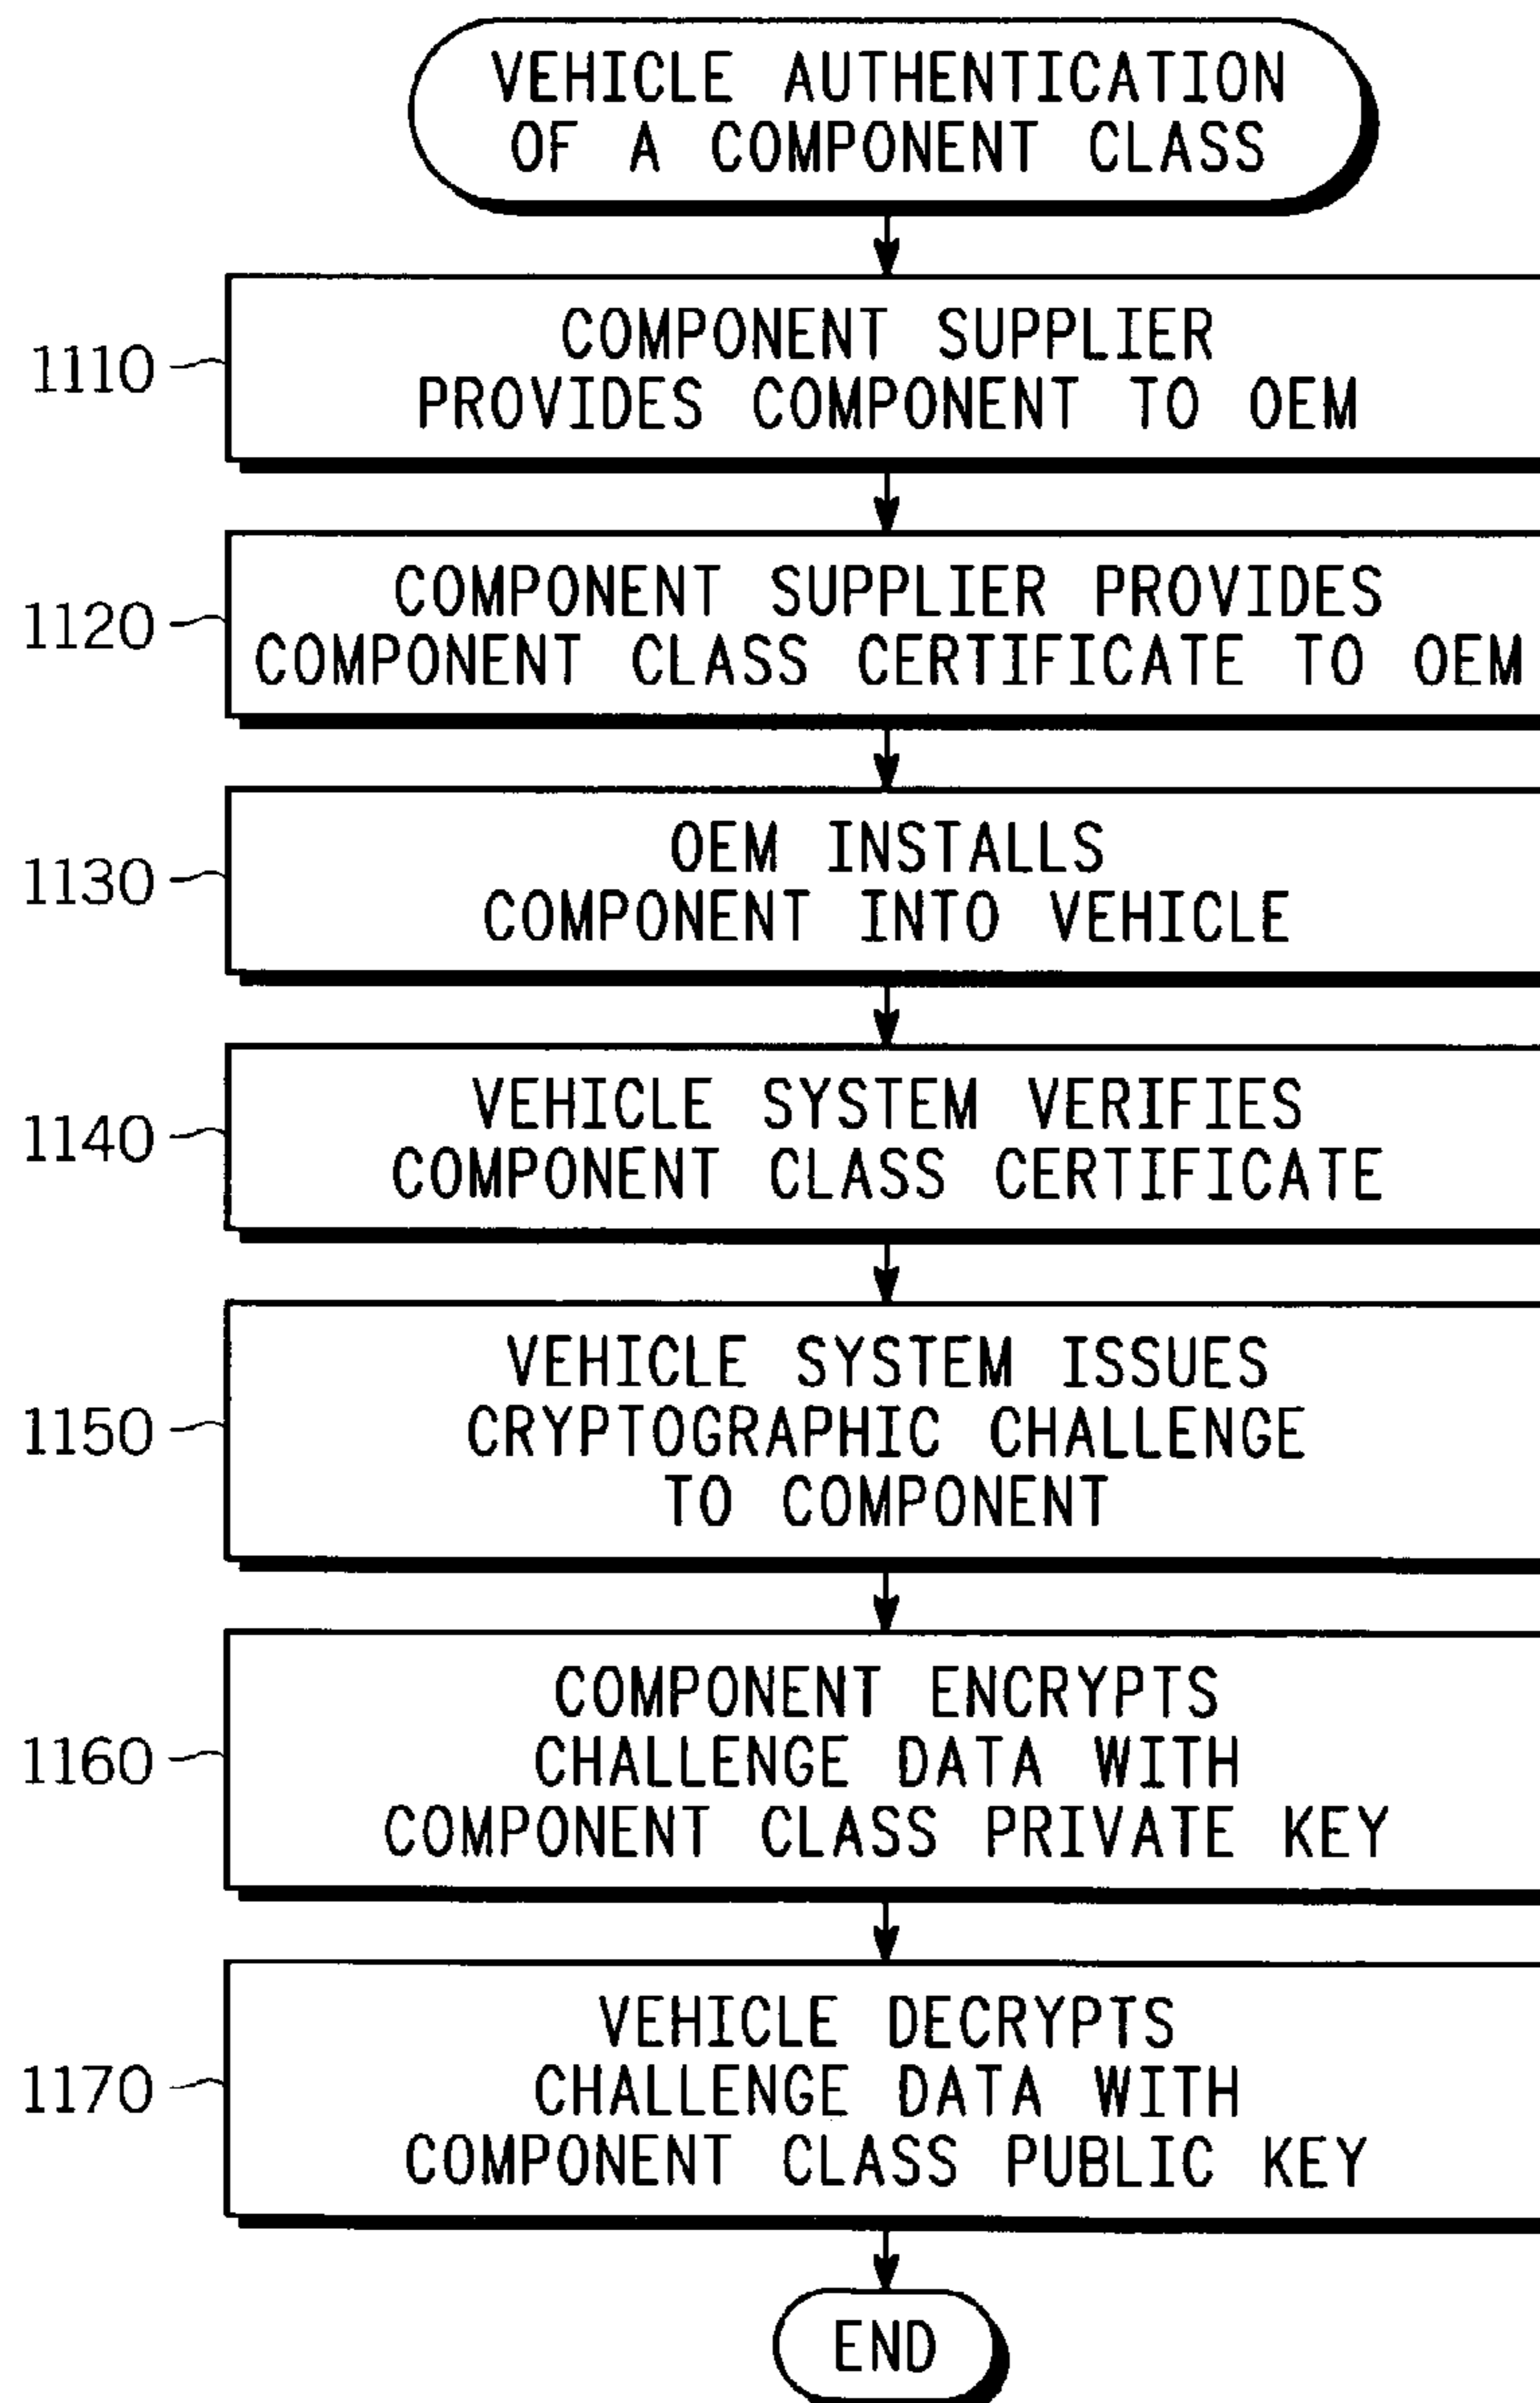 VEHICLE AUTHENTICATION
OF A COMPONENT CLASS
1110
COMPONENT SUPPLIER
PROVIDES COMPONENT TO OEM
1120
COMPONENT SUPPLIER PROVIDES
COMPONENT CLASS CERTIFICATE TO OEM
1130
OEM INSTALLS
COMPONENT INTO VEHICLE
1140
VEHICLE SYSTEM VERIFIES
COMPONENT CLASS CERTIFICATE
1150
VEHICLE SYSTEM ISSUES
CRYPTOGRAPHIC CHALLENGE
TO COMPONENT
1160
COMPONENT ENCRYPTS
CHALLENGE DATA WITH
COMPONENT CLASS PRIVATE KEY
1170
VEHICLE DECRYPTS
CHALLENGE DATA WITH
COMPONENT CLASS PUBLIC KEY
END